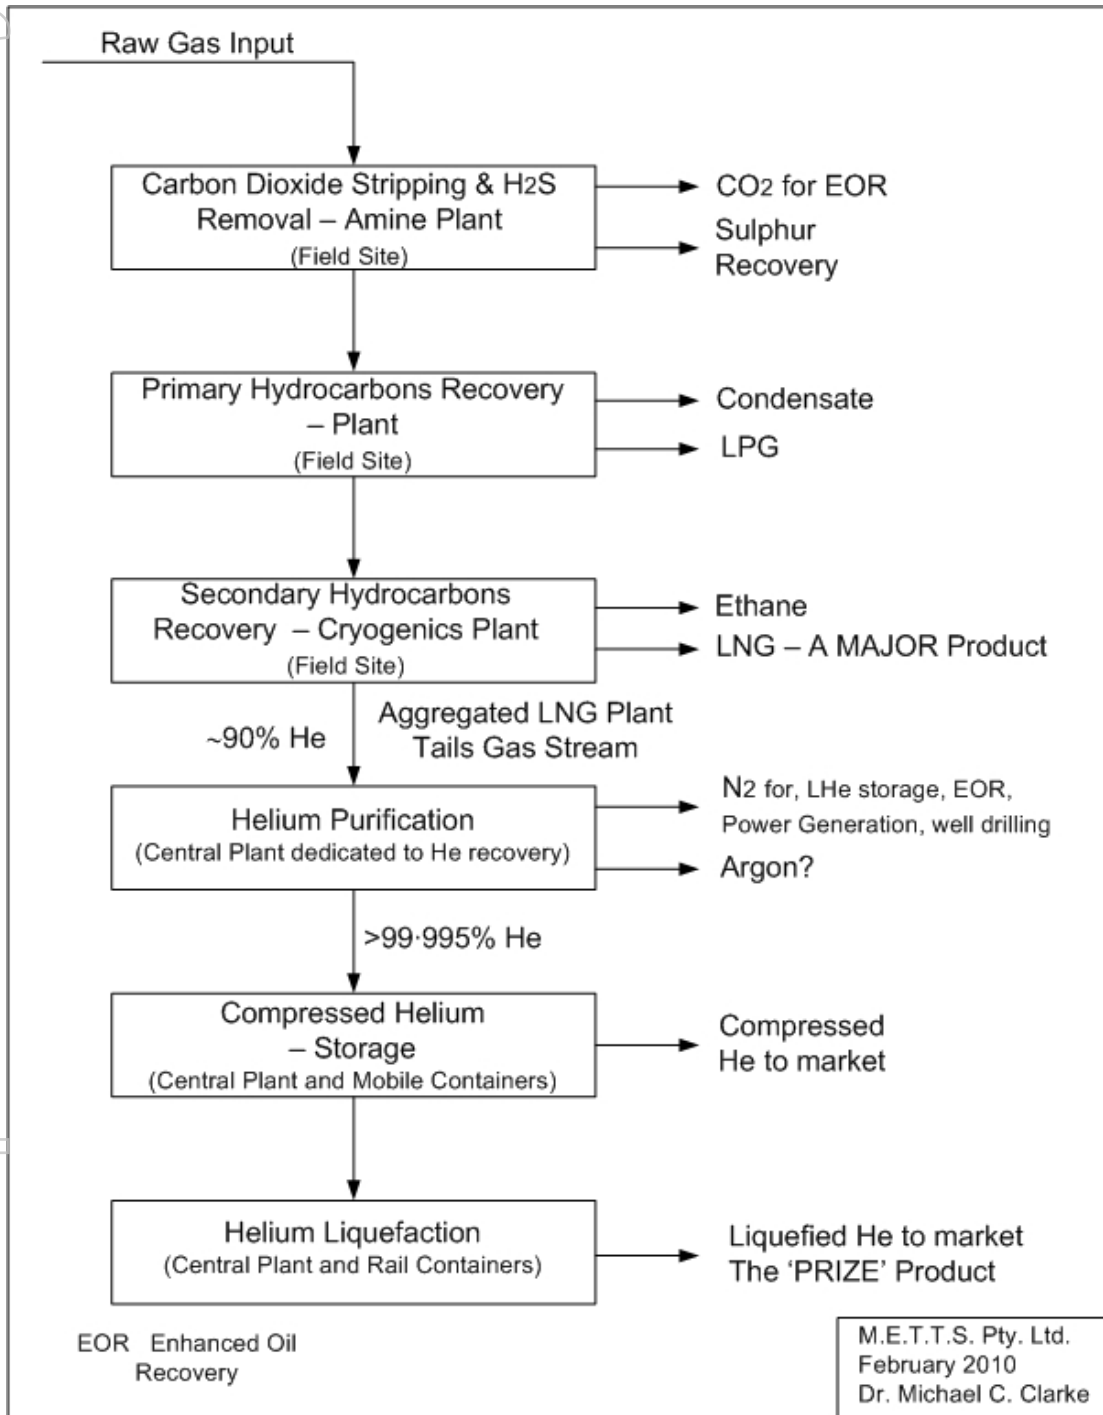 Raw Gas Input
Carbon Dioxide Stripping & H2S
Removal – Amine Plant
(Field Site)
CO2 for EOR
Sulphur
Recovery
Primary Hydrocarbons Recovery
– Plant
(Field Site)
Condensate
LPG
Secondary Hydrocarbons
Recovery – Cryogenics Plant
(Field Site)
Ethane
LNG – A MAJOR Product
~90% He
Aggregated LNG Plant
Tails Gas Stream
Helium Purification
(Central Plant dedicated to He recovery)
N2 for, LHe storage, EOR,
Power Generation, well drilling
Argon?
>99·995% He
Compressed Helium
– Storage
(Central Plant and Mobile Containers)
Compressed
He to market
Helium Liquefaction
(Central Plant and Rail Containers)
Liquefied He to market
The ‘PRIZE’ Product
EOR Enhanced Oil
Recovery
M.E.T.T.S. Pty. Ltd.
February 2010
Dr. Michael C. Clarke